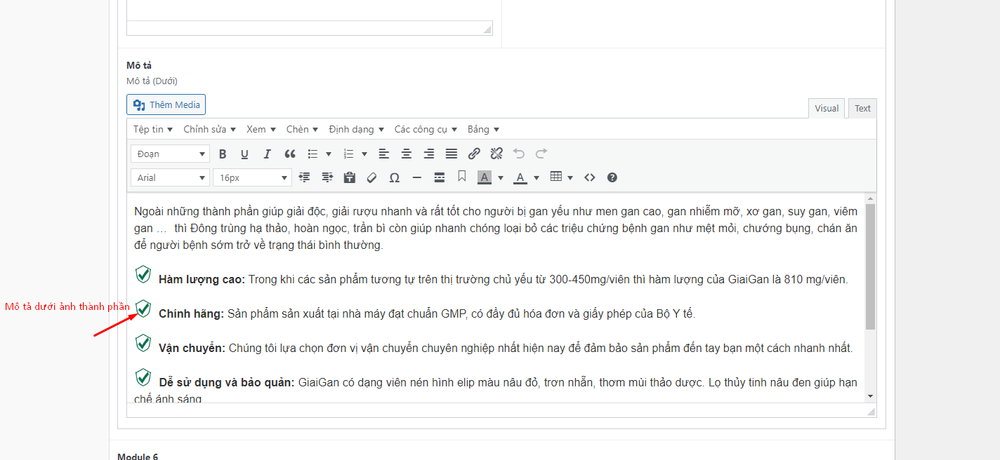 Mô tả
Mô tả (Dưới)
Thêm Media
Visual
Text
Tệp tin
Chỉnh sửa
Xem
Chèn
Định dạng
Các công cụ
Bảng
Đoạn
B U I
Arial
16px
Ω
A
A
Ngoài những thành phần giúp giải độc, giải rượu nhanh và rất tốt cho người bị gan yếu như men gan cao, gan nhiễm mỡ, xơ gan, suy gan, viêm
gan … thì Đông trùng hạ thảo, hoàn ngọc, trần bì còn giúp nhanh chóng loại bỏ các triệu chứng bệnh gan như mệt mỏi, chướng bụng, chán ăn
để người bệnh sớm trở về trạng thái bình thường.
Hàm lượng cao: Trong khi các sản phẩm tương tự trên thị trường chủ yếu từ 300-450mg/viên thì hàm lượng của GiaiGan là 810 mg/viên.
Mô tả dưới ảnh thành phần
Chính hãng: Sản phẩm sản xuất tại nhà máy đạt chuẩn GMP, có đầy đủ hóa đơn và giấy phép của Bộ Y tế.
Vận chuyển: Chúng tôi lựa chọn đơn vị vận chuyển chuyên nghiệp nhất hiện nay để đảm bảo sản phẩm đến tay bạn một cách nhanh nhất.
Dễ sử dụng và bảo quản: GiaiGan có dạng viên nén hình elip màu nâu đỏ, trơn nhẵn, thơm mùi thảo dược. Lọ thủy tinh nâu đen giúp hạn
chế ánh sáng
Module 6